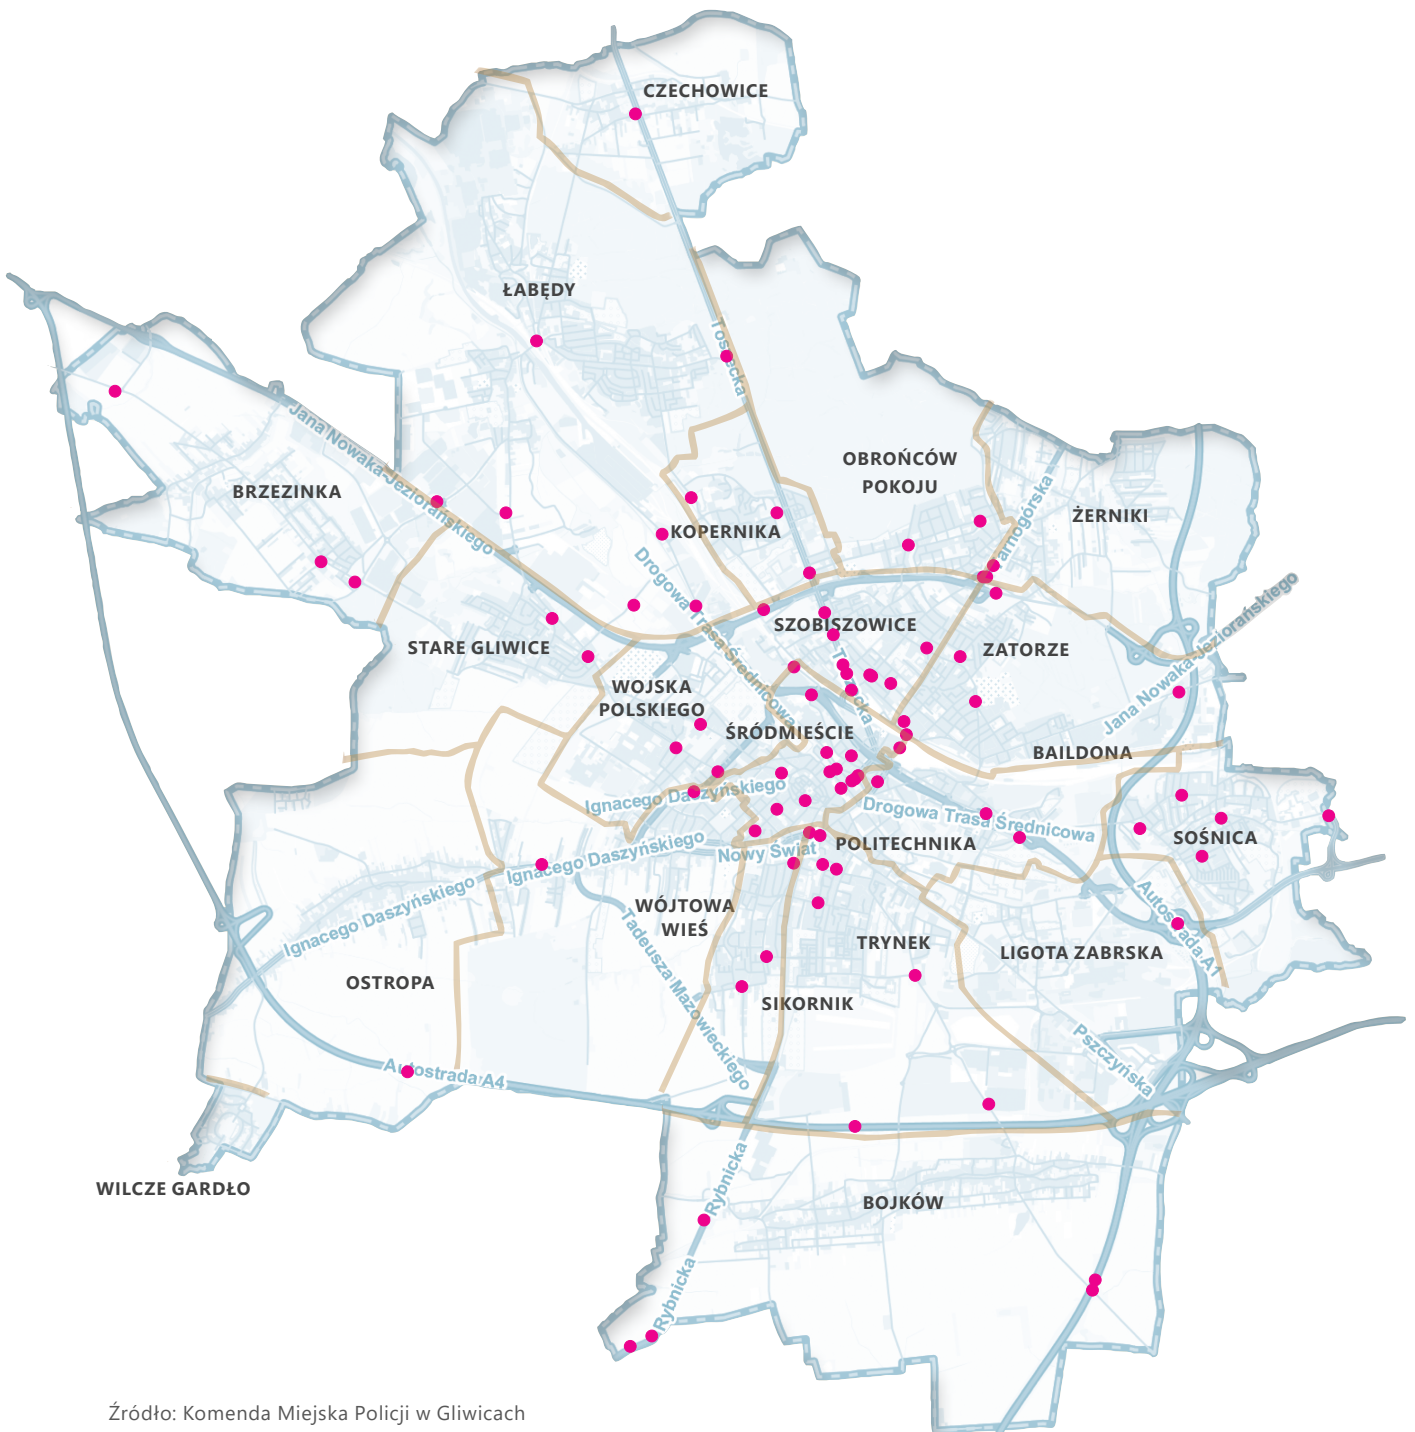 CZECHOWICE
ŁABĘDY
Toszecka
Jana Nowaka-Jeziorańskiego
OBROŃCÓW
POKOJU
BRZEZINKA
Tarnogórska
ŻERNIKI
KOPERNIKA
Drogowa Trasa Średnicowa
SZOBISZOWICE
STARE GLIWICE
ZATORZE
Jana Nowaka-Jeziorańskiego
WOJSKA
POLSKIEGO
Toszecka
ŚRÓDMIEŚCIE
BAILDONA
Ignacego Daszyńskiego
Drogowa Trasa Średnicowa
SOŚNICA
POLITECHNIKA
Nowy Świat
Ignacego Daszyńskiego
Ignacego Daszyńskiego
WÓJTOWA
WIEŚ
Autostrada A1
TRYNEK
LIGOTA ZABRSKA
OSTROPA
Tadeusza Mazowieckiego
SIKORNIK
Pszczyńska
Autostrada A4
WILCZE GARDŁO
Rybnicka
BOJKÓW
Rybnicka
Źródło: Komenda Miejska Policji w Gliwicach